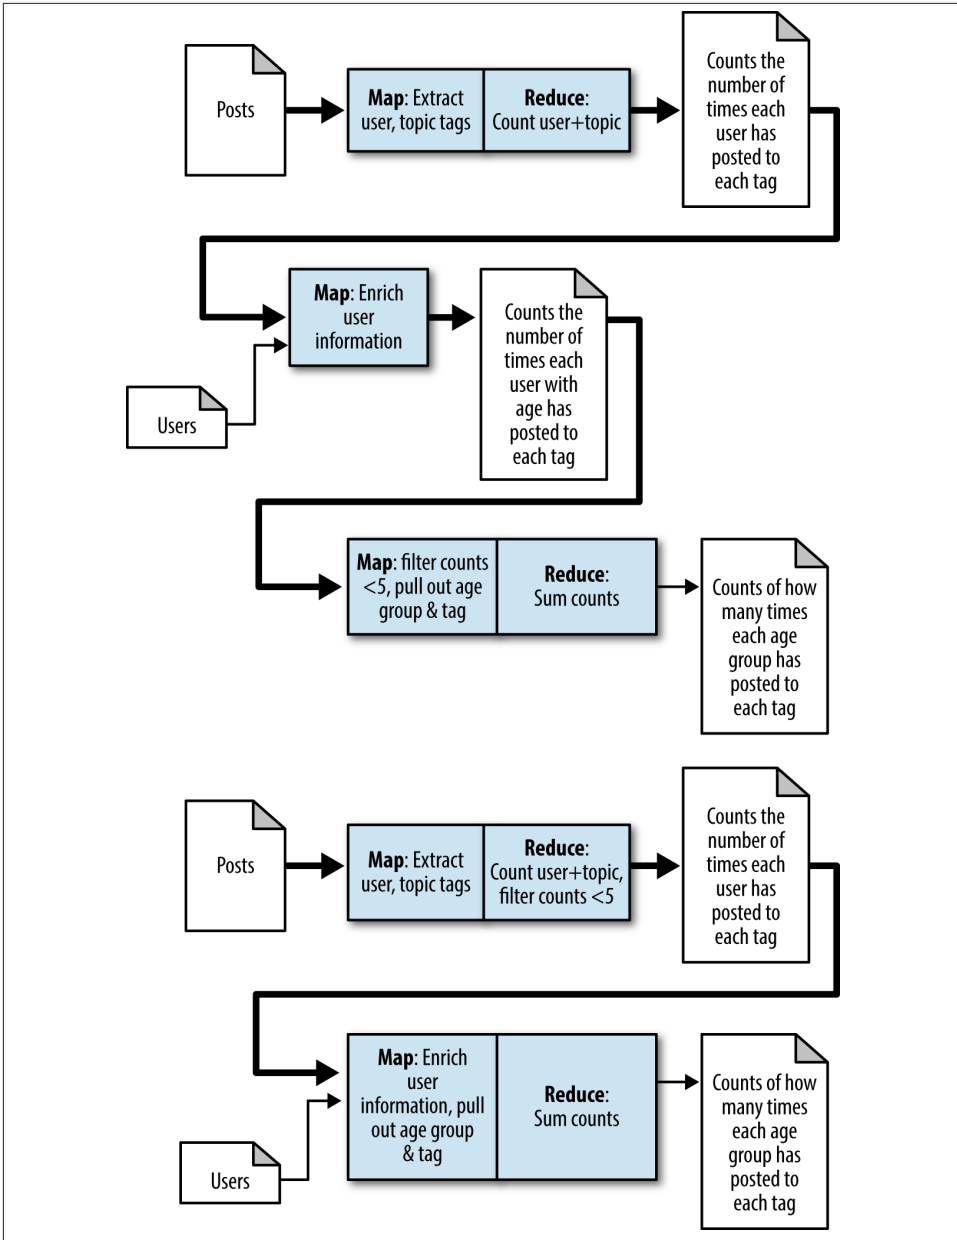 Posts
Map: Extract
user, topic tags
Reduce:
Count user+topic
Counts the
number of
times each
user has
posted to
each tag
Map: Enrich
user
information
Users
Counts the
number of
times each
user with
age has
posted to
each tag
Map: filter counts
<5, pull out age
group & tag
Reduce:
Sum counts
Counts of how
many times
each age
group has
posted to
each tag
Posts
Map: Extract
user, topic tags
Reduce:
Count user+topic,
filter counts <5
Counts the
number of
times each
user has
posted to
each tag
Map: Enrich
user
information, pull
out age group
& tag
Reduce:
Sum counts
Users
Counts of how
many times
each age
group has
posted to
each tag